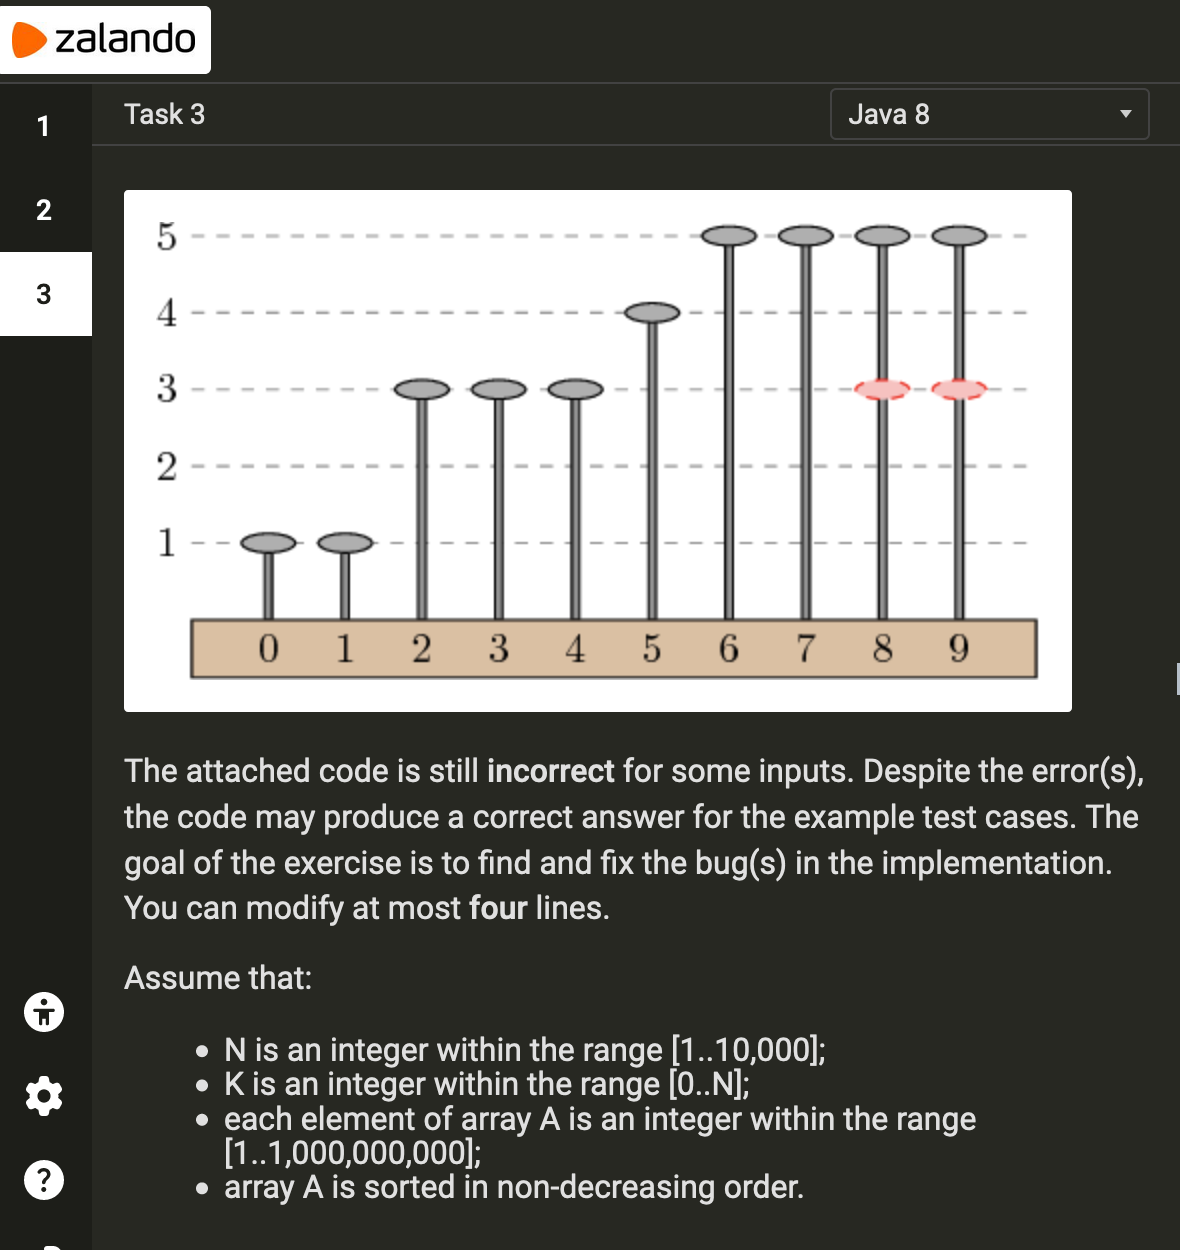 zalando
1
2
3
Task 3
Java 8
5
4
3
2
1
0 1 2 3 4 5 6 7 8 9
The attached code is still incorrect for some inputs. Despite the error(s),
the code may produce a correct answer for the example test cases. The
goal of the exercise is to find and fix the bug(s) in the implementation.
You can modify at most four lines.
Assume that:
• N is an integer within the range [1..10,000];
• K is an integer within the range [0..N];
• each element of array A is an integer within the range
[1..1,000,000,000];
• array A is sorted in non-decreasing order.
?